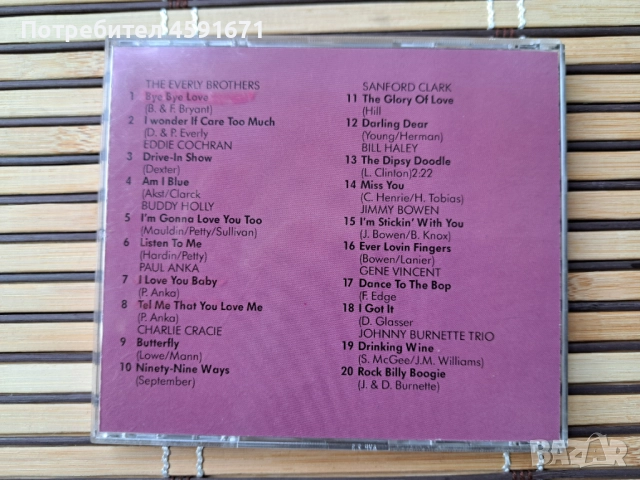 Потребител 4591671
THE EVERLY BROTHERS
1 Bye Bye Love
(B. & F. Bryant)
2 I wonder If Care Too Much
(D. & P. Everly
EDDIE COCHRAN
3 Drive-In Show
(Dexter)
4 Am I Blue
(Akst/Clarck
BUDDY HOLLY
5 I'm Gonna Love You Too
(Mauldin/Petty/Sullivan)
6 Listen To Me
(Hardin/Petty)
PAUL ANKA
7 I Love You Baby
(P. Anka)
8 Tel Me That You Love Me
(P. Anka)
CHARLIE CRACIE
9 Butterfly
(Lowe/Mann)
10 Ninety-Nine Ways
(September)
SANFORD CLARK
11 The Glory Of Love
(Hill
12 Darling Dear
(Young/Herman)
BILL HALEY
13 The Dipsy Doodle
(L. Clinton)2:22
14 Miss You
(C. Henrie/H. Tobias)
JIMMY BOWEN
15 I'm Stickin' With You
(J. Bowen/B. Knox)
16 Ever Lovin Fingers
(Bowen/Lanier)
GENE VINCENT
17 Dance To The Bop
(F. Edge
18 I Got It
(D. Glasser
JOHNNY BURNETTE TRIO
19 Drinking Wine
(S. McGee/J.M. Williams)
20 Rock Billy Boogie
(J. & D. Burnette)
BAZAR